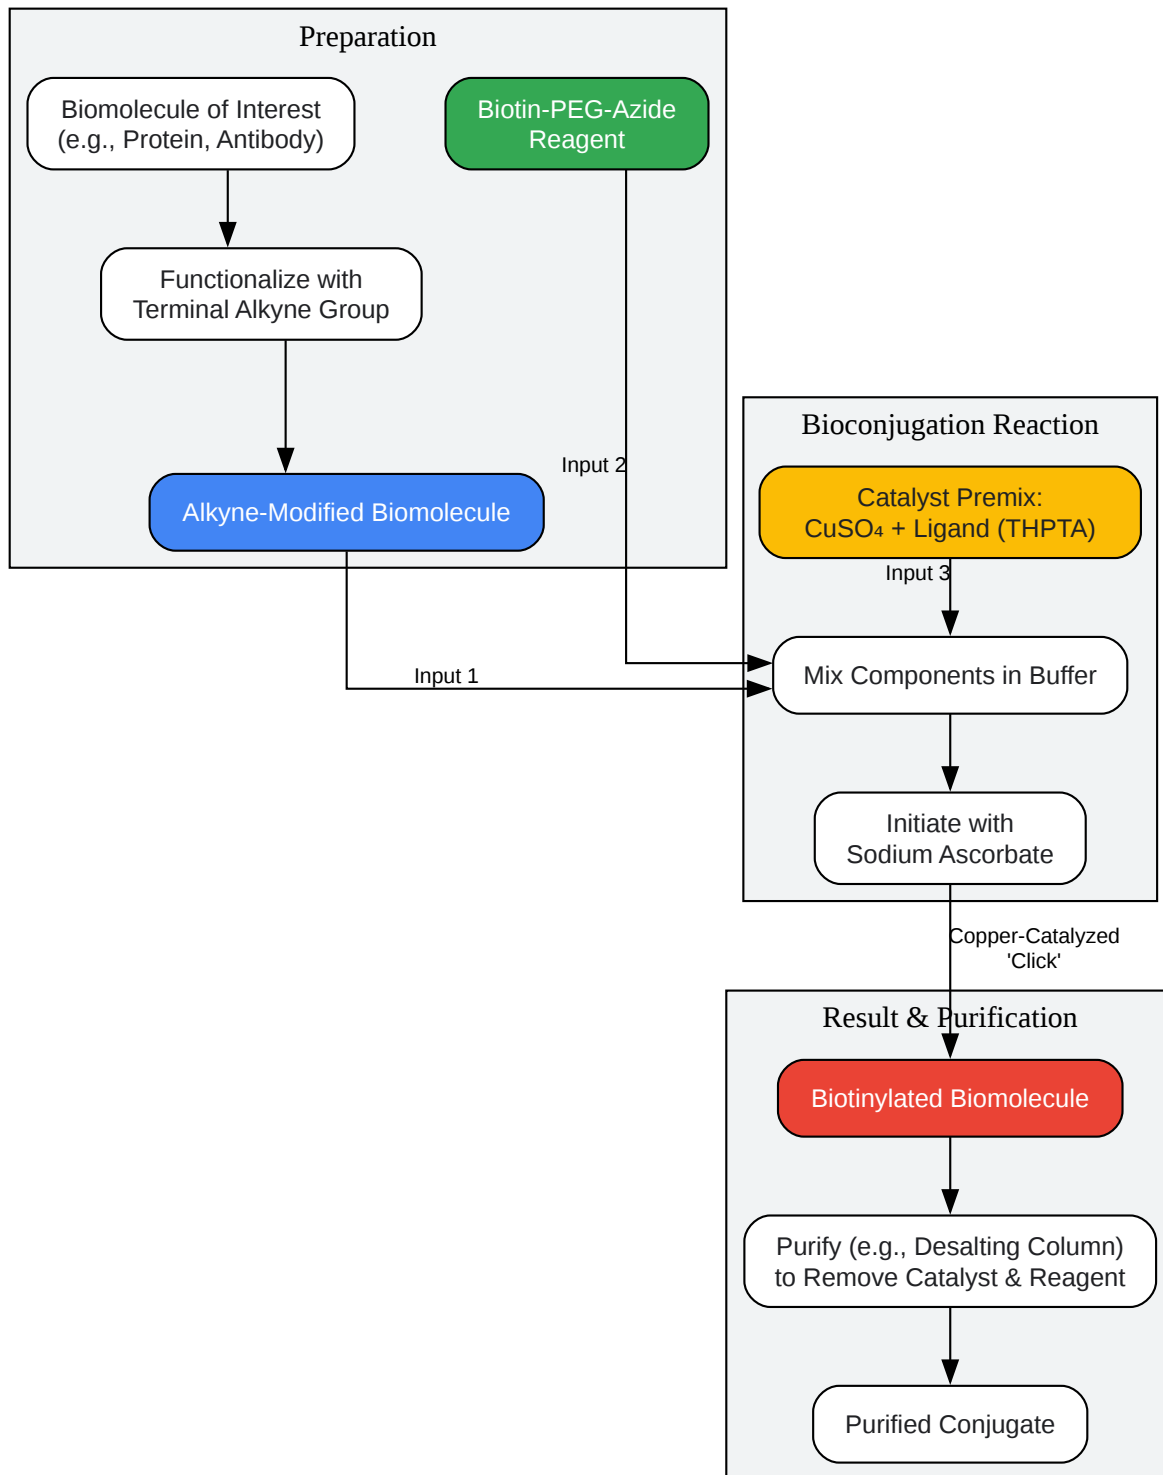 Preparation
Biomolecule of Interest
(e.g., Protein, Antibody)
Biotin-PEG-Azide
Reagent
Functionalize with
Terminal Alkyne Group
Alkyne-Modified Biomolecule
Input 2
Input 1
Bioconjugation Reaction
Catalyst Premix:
CuSO₄ + Ligand (THPTA)
Input 3
Mix Components in Buffer
Initiate with
Sodium Ascorbate
Copper-Catalyzed
'Click'
Result & Purification
Biotinylated Biomolecule
Purify (e.g., Desalting Column)
to Remove Catalyst & Reagent
Purified Conjugate